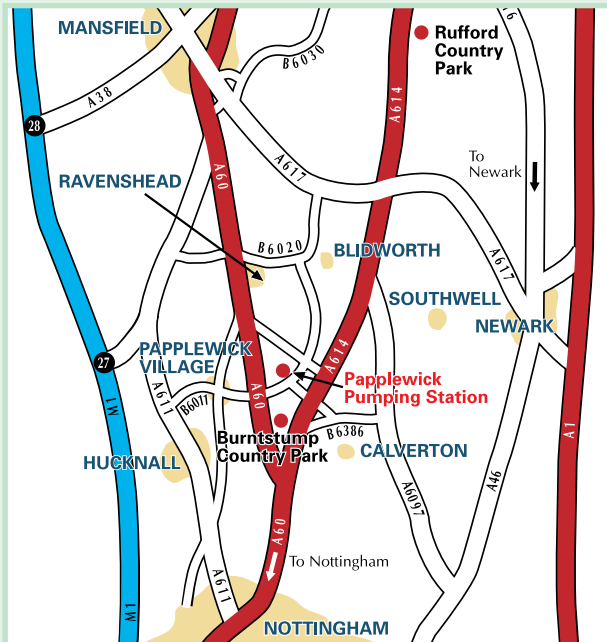 MANSFIELD
Rufford
Country
Park
B6030
A38
A614
28
A60
A617
To
Newark
RAVENSHEAD
B6020
BLIDWORTH
A617
SOUTHWELL
NEWARK
27
PAPPLEWICK
VILLAGE
A614
Papplewick
Pumping Station
M1
A611
B6011
A60
Burntstump
Country Park
B6386
CALVERTON
HUCKNALL
A1
A46
A6097
A60
To Nottingham
A611
M1
NOTTINGHAM